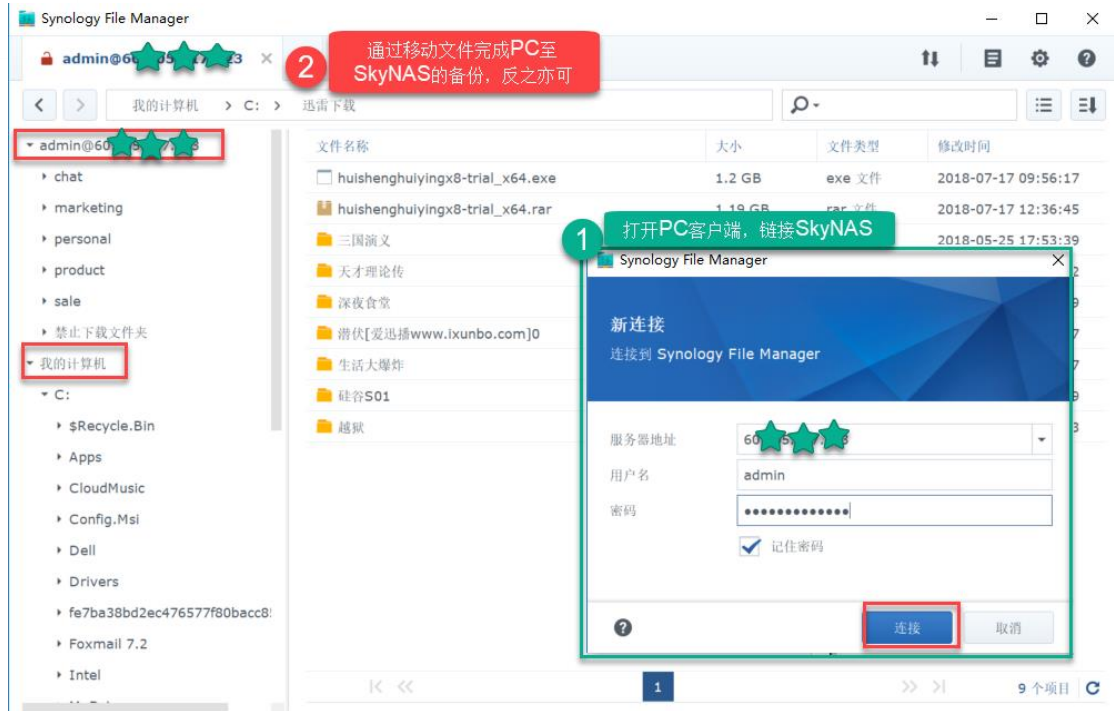 Synology File Manager
admin@60
2
通过移动文件完成PC至
SkyNAS的备份，反之亦可
我的计算机 > C: > 迅雷下载
admin@60
chat
marketing
personal
product
sale
禁止下载文件夹
我的计算机
C:
$Recycle.Bin
Apps
CloudMusic
Config.Msi
Dell
Drivers
fe7ba38bd2ec476577f80bacc8
Foxmail 7.2
Intel
文件名称 大小 文件类型 修改时间
huishenghuiyingx8-trial_x64.exe 1.2 GB exe 文件 2018-07-17 09:56:17
huishenghuiyingx8-trial_x64.rar 1.19 GB rar 文件 2018-07-17 12:36:45
三国演义 2018-05-25 17:53:39
天才理论传
深夜食堂
潜伏[爱迅播www.ixunbo.com]0
生活大爆炸
硅谷S01
越狱
1
打开PC客户端，链接SkyNAS
Synology File Manager
新连接
连接到 Synology File Manager
服务器地址 60
用户名 admin
密码
记住密码
连接 取消
1
9 个项目